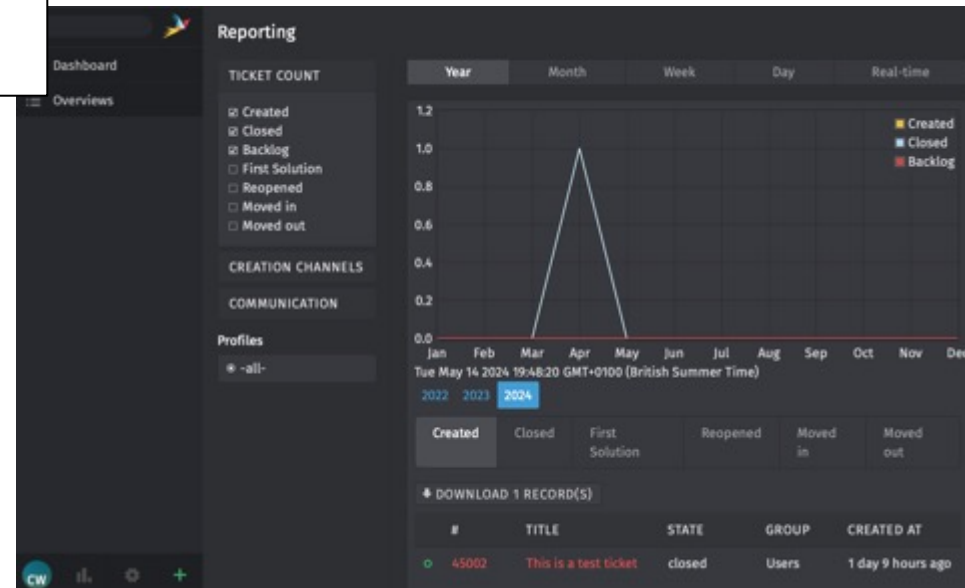 Reporting
Dashboard
Overviews
TICKET COUNT
Created
Closed
Backlog
First Solution
Reopened
Moved in
Moved out
CREATION CHANNELS
COMMUNICATION
Profiles
-all-
Year Month Week Day Real-time
1.2
1.0
0.8
0.6
0.4
0.2
0.0
Created
Closed
Backlog
Jan Feb Mar Apr May Jun Jul Aug Sep Oct Nov Dec
Tue May 14 2024 19:48:20 GMT+0100 (British Summer Time)
2022 2023 2024
Created Closed First Solution Reopened Moved in Moved out
DOWNLOAD 1 RECORD(S)
# TITLE STATE GROUP CREATED AT
45002 This is a test ticket closed Users 1 day 9 hours ago
CW